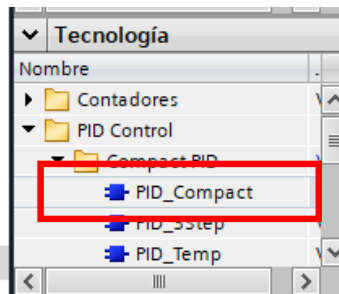 Tecnología
Nombre
Contadores
PID Control
Compact PID
PID_Compact
PID_3Step
PID_Temp